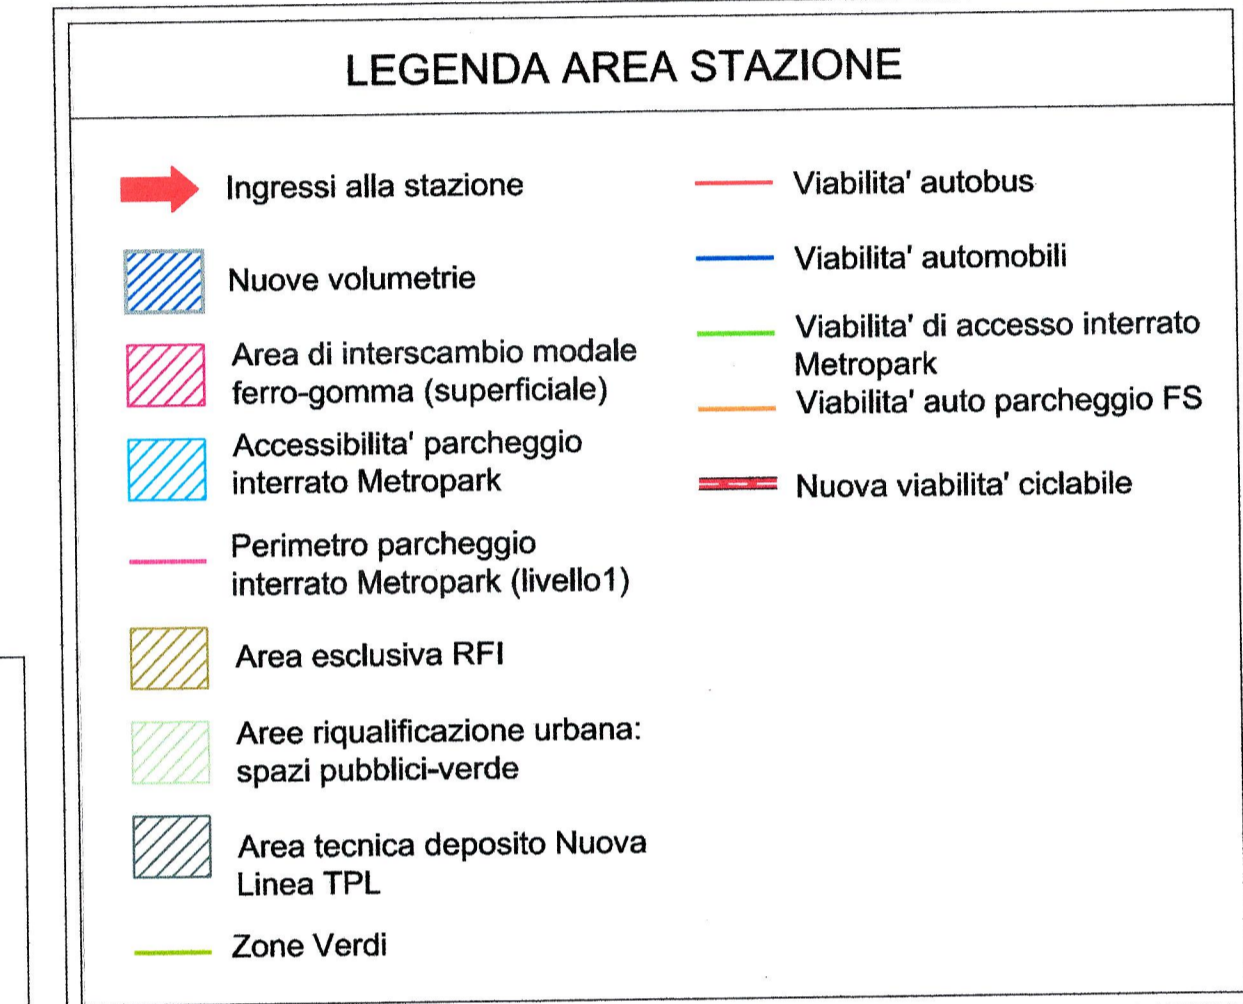 LEGENDA AREA STAZIONE
Ingressi alla stazione
Nuove volumetrie
Area di interscambio modale
ferro-gomma (superficiale)
Accessibilita' parcheggio
interrato Metropark
Perimetro parcheggio
interrato Metropark (livello1)
Area esclusiva RFI
Aree riqualificazione urbana:
spazi pubblici-verde
Area tecnica deposito Nuova
Linea TPL
Zone Verdi
Viabilita' autobus
Viabilita' automobili
Viabilita' di accesso interrato
Metropark
Viabilita' auto parcheggio FS
Nuova viabilita' ciclabile